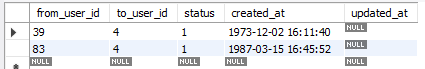 from_user_id to_user_id status created_at updated_at
39 4 1 1973-12-02 16:11:40 NULL
83 4 1 1987-03-15 16:45:52 NULL
NULL NULL NULL NULL NULL